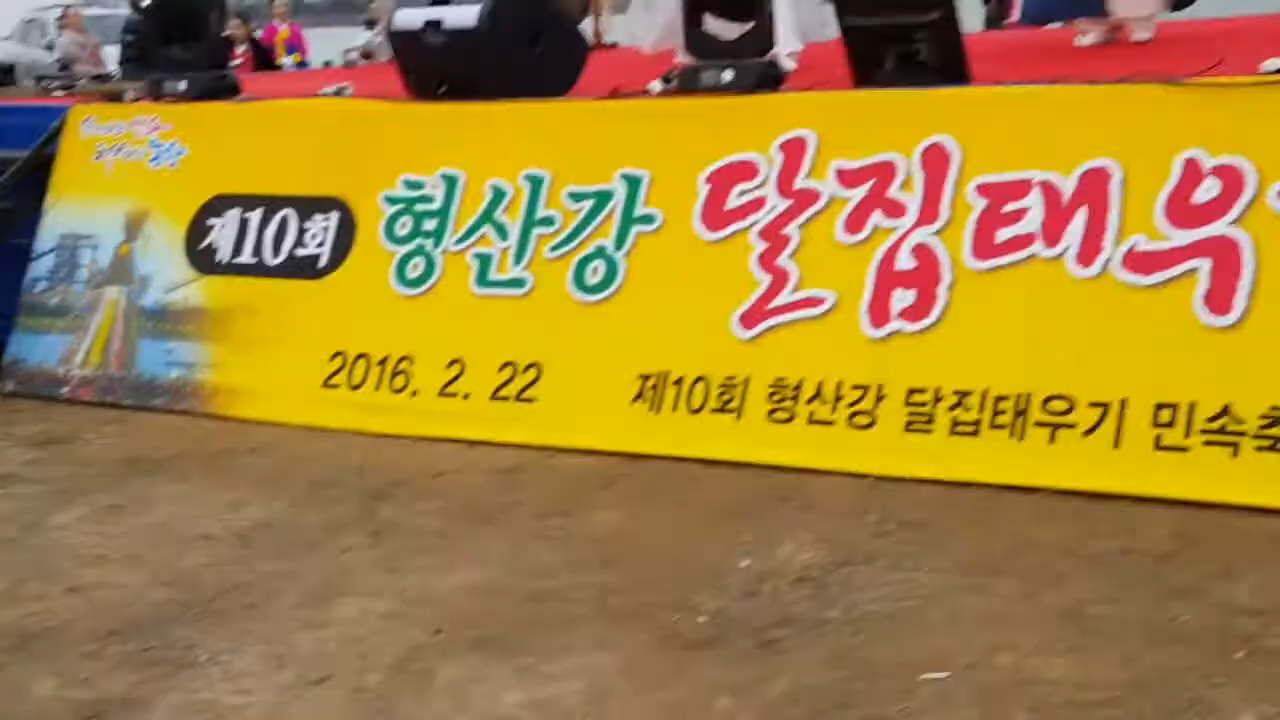 제10회 형산강 달집태우
2016. 2. 22 제10회 형산강 달집태우기 민속축